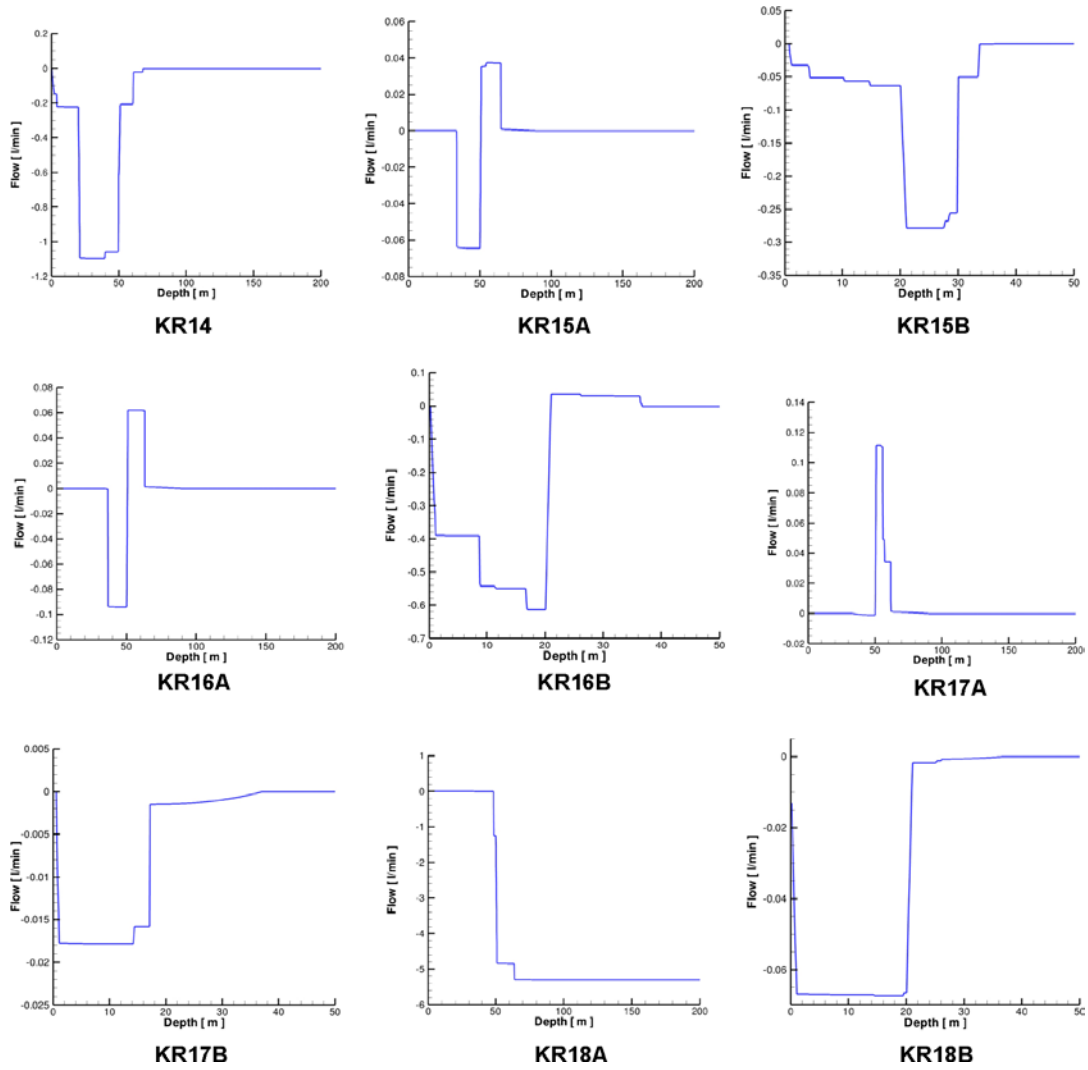 0.2
0
-0.2
-0.4
-0.6
-0.8
-1
-1.2
Flow [ l/min ]
0 50 100 150 200
Depth [ m ]
KR14
0.06
0.04
0.02
0
-0.02
-0.04
-0.06
-0.08
Flow [ l/min ]
0 50 100 150 200
Depth [ m ]
KR15A
0.05
0
-0.05
-0.1
-0.15
-0.2
-0.25
-0.3
-0.35
Flow [ l/min ]
0 10 20 30 40 50
Depth [ m ]
KR15B
0.08
0.06
0.04
0.02
0
-0.02
-0.04
-0.06
-0.08
-0.1
-0.12
Flow [ l/min ]
0 50 100 150 200
Depth [ m ]
KR16A
0.1
0
-0.1
-0.2
-0.3
-0.4
-0.5
-0.6
-0.7
Flow [ l/min ]
0 10 20 30 40 50
Depth [ m ]
KR16B
0.14
0.12
0.1
0.08
0.06
0.04
0.02
0
-0.02
Flow [ l/min ]
0 50 100 150 200
Depth [ m ]
KR17A
0.005
0
-0.005
-0.01
-0.015
-0.02
-0.025
Flow [ l/min ]
0 10 20 30 40 50
Depth [ m ]
KR17B
1
0
-1
-2
-3
-4
-5
-6
Flow [ l/min ]
0 50 100 150 200
Depth [ m ]
KR18A
0
-0.02
-0.04
-0.06
Flow [ l/min ]
0 10 20 30 40 50
Depth [ m ]
KR18B